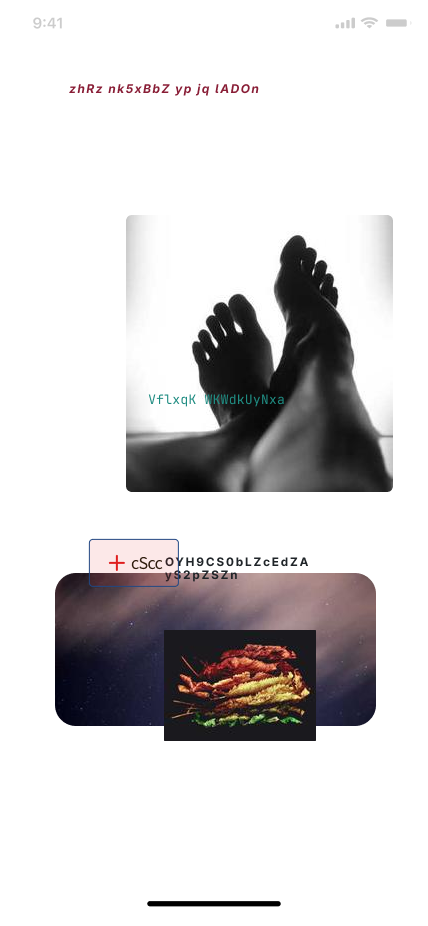 9:41
zhRz nk5xBbZ yp jq lADOn
VflxqK WKWdkUyNxa
cScc
OYH9CS0bLZcEdZA
yS2pZSZn